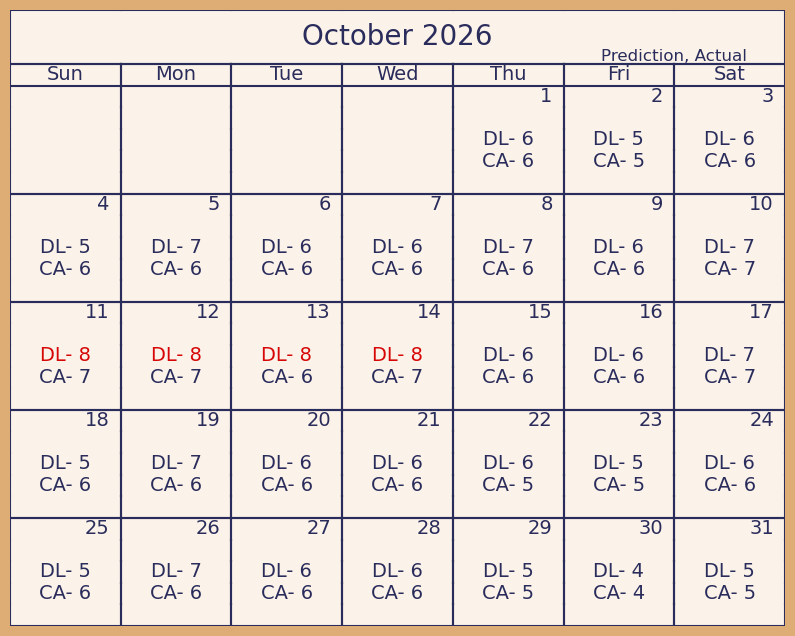 October 2026
Prediction, Actual
Sun Mon Tue Wed Thu Fri Sat
1 2 3
DL- 6 DL- 5 DL- 6
CA- 6 CA- 5 CA- 6
4 5 6 7 8 9 10
DL- 5 DL- 7 DL- 6 DL- 6 DL- 7 DL- 6 DL- 7
CA- 6 CA- 6 CA- 6 CA- 6 CA- 6 CA- 6 CA- 7
11 12 13 14 15 16 17
DL- 8 DL- 8 DL- 8 DL- 8 DL- 6 DL- 6 DL- 7
CA- 7 CA- 7 CA- 6 CA- 7 CA- 6 CA- 6 CA- 7
18 19 20 21 22 23 24
DL- 5 DL- 7 DL- 6 DL- 6 DL- 6 DL- 5 DL- 6
CA- 6 CA- 6 CA- 6 CA- 6 CA- 5 CA- 5 CA- 6
25 26 27 28 29 30 31
DL- 5 DL- 7 DL- 6 DL- 6 DL- 5 DL- 4 DL- 5
CA- 6 CA- 6 CA- 6 CA- 6 CA- 5 CA- 4 CA- 5